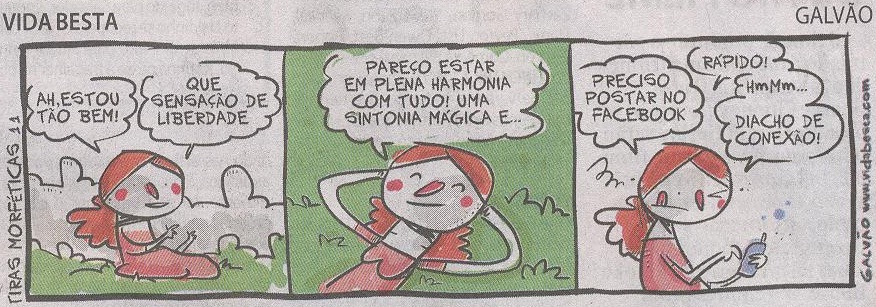 VIDA BESTA
GALVÃO
TIRAS MORFÉTICAS 11
AH, ESTOU
TÃO BEM!
QUE
SENSAÇÃO DE
LIBERDADE
PAREÇO ESTAR
EM PLENA HARMONIA
COM TUDO! UMA
SINTONIA MÁGICA E...
PRECISO
POSTAR NO
FACEBOOK
RÁPIDO!
EHMMM...
DIACHO DE
CONEXÃO!
GALVÃO www.vidabesta.com